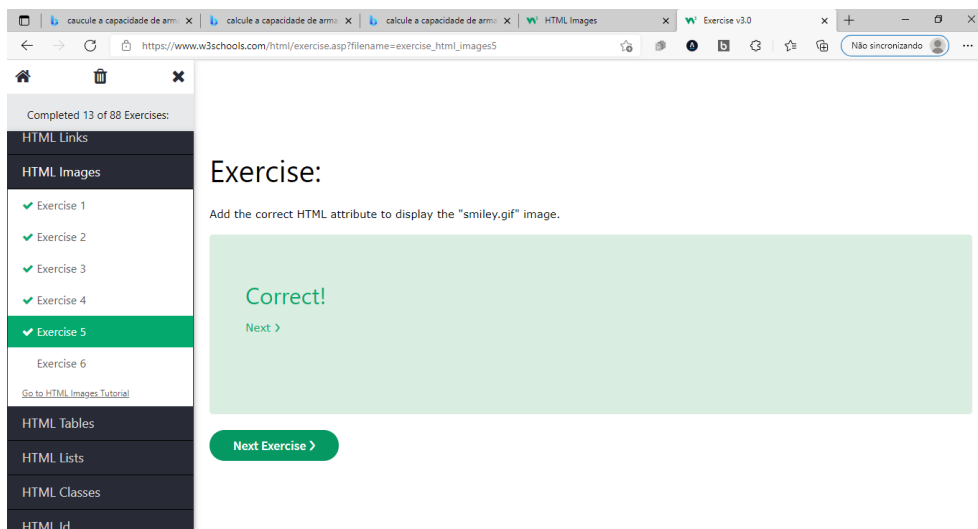 caucule a capacidade de arm
calcule a capacidade de arma
calcule a capacidade de arma
HTML Images
Exercise v3.0
https://www.w3schools.com/html/exercise.asp?filename=exercise_html_images5
Não sincronizando
Completed 13 of 88 Exercises:
HTML Links
HTML Images
Exercise 1
Exercise 2
Exercise 3
Exercise 4
Exercise 5
Exercise 6
Go to HTML Images Tutorial
HTML Tables
HTML Lists
HTML Classes
HTML Id
Exercise:
Add the correct HTML attribute to display the "smiley.gif" image.
Correct!
Next ❯
Next Exercise ❯